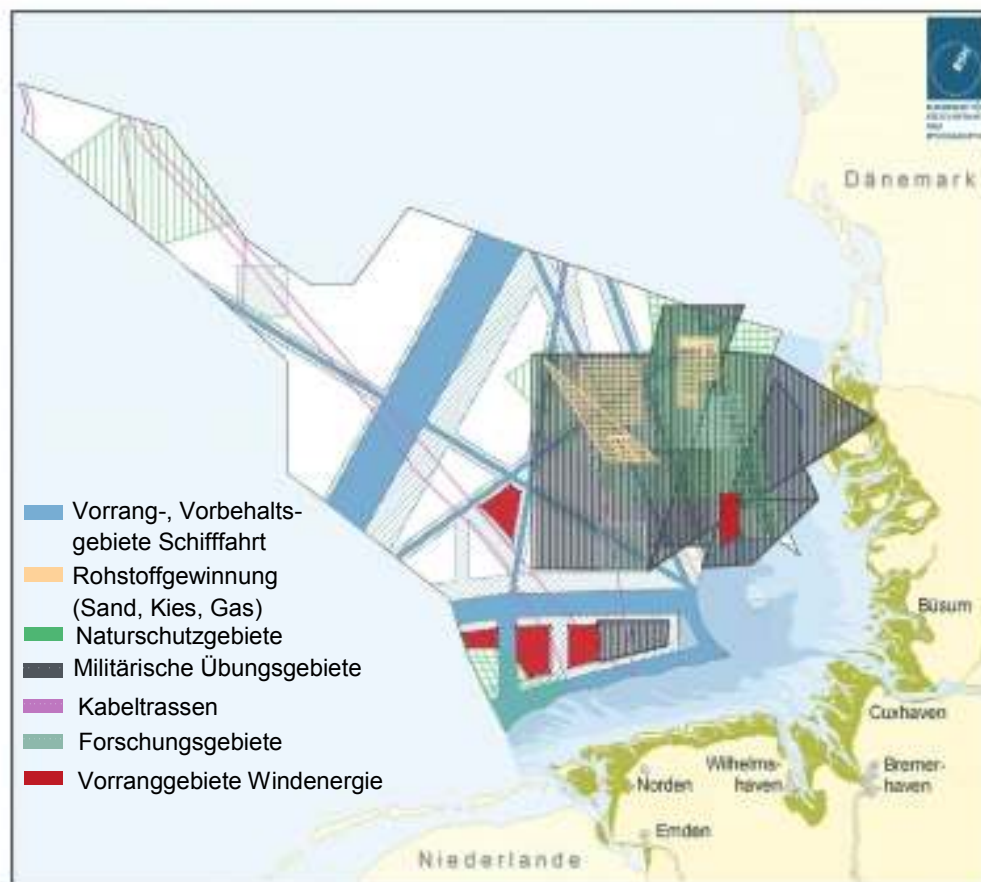 Dänemark
Vorrang-, Vorbehalts-
gebiete Schifffahrt
Rohstoffgewinnung
(Sand, Kies, Gas)
Naturschutzgebiete
Militärische Übungsgebiete
Kabeltrassen
Forschungsgebiete
Vorranggebiete Windenergie
Büsum
Cuxhaven
Wilhelms-
haven
Bremer-
haven
Norden
Emden
Niederlande